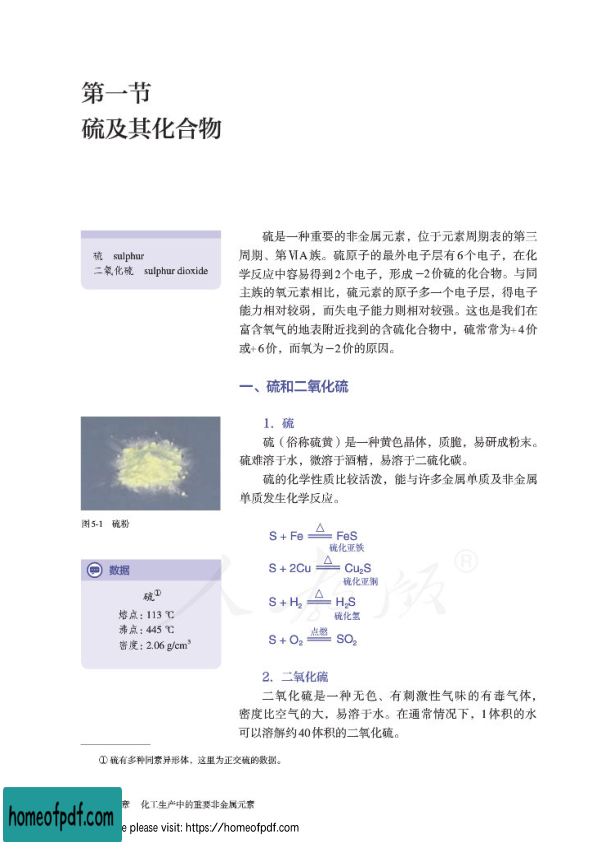 第一节
硫及其化合物
硫 sulphur
二氧化硫 sulphur dioxide
硫是一种重要的非金属元素，位于元素周期表的第三
周期、第ⅥA族。硫原子的最外电子层有6个电子，在化
学反应中容易得到2个电子，形成－2价硫的化合物。与同
主族的氧元素相比，硫元素的原子多一个电子层，得电子
能力相对较弱，而失电子能力则相对较强。这也是我们在
富含氧气的地表附近找到的含硫化合物中，硫常常为+4价
或+6价，而氧为－2价的原因。
一、硫和二氧化硫
1. 硫
硫（俗称硫黄）是一种黄色晶体，质脆，易研成粉末。
硫难溶于水，微溶于酒精，易溶于二硫化碳。
硫的化学性质比较活泼，能与许多金属单质及非金属
单质发生化学反应。
图5-1 硫粉
△
S + Fe ═══ FeS
硫化亚铁
△
S + 2Cu ═══ Cu₂S
硫化亚铜
△
S + H₂ ═══ H₂S
硫化氢
点燃
S + O₂ ═══ SO₂
数据
硫①
熔点：113 ℃
沸点：445 ℃
密度：2.06 g/cm³
人教版®
2. 二氧化硫
二氧化硫是一种无色、有刺激性气味的有毒气体，
密度比空气的大，易溶于水。在通常情况下，1体积的水
可以溶解约40体积的二氧化硫。
① 硫有多种同素异形体，这里为正交硫的数据。
章 化工生产中的重要非金属元素
homeofpdf.com
e please visit: https://homeofpdf.com